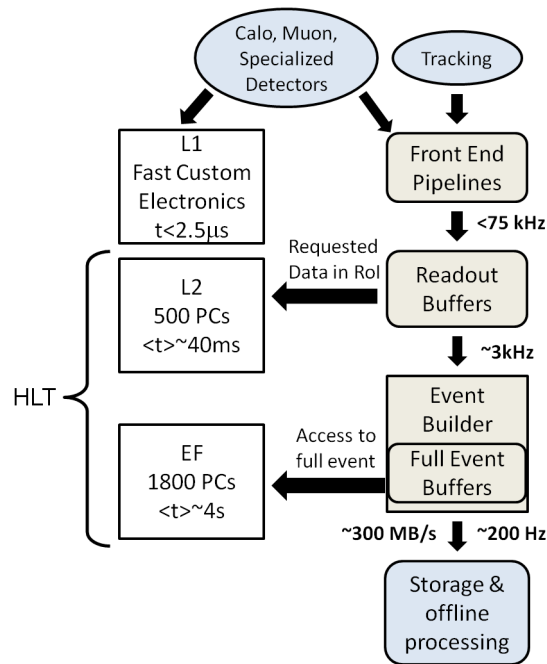 Calo, Muon,
Specialized
Detectors
Tracking
L1
Fast Custom
Electronics
t<2.5μs
Front End
Pipelines
<75 kHz
Requested
Data in RoI
Readout
Buffers
L2
500 PCs
<t>~40ms
~3kHz
HLT
Event
Builder
Full Event
Buffers
Access to
full event
EF
1800 PCs
<t>~4s
~300 MB/s
~200 Hz
Storage &
offline
processing